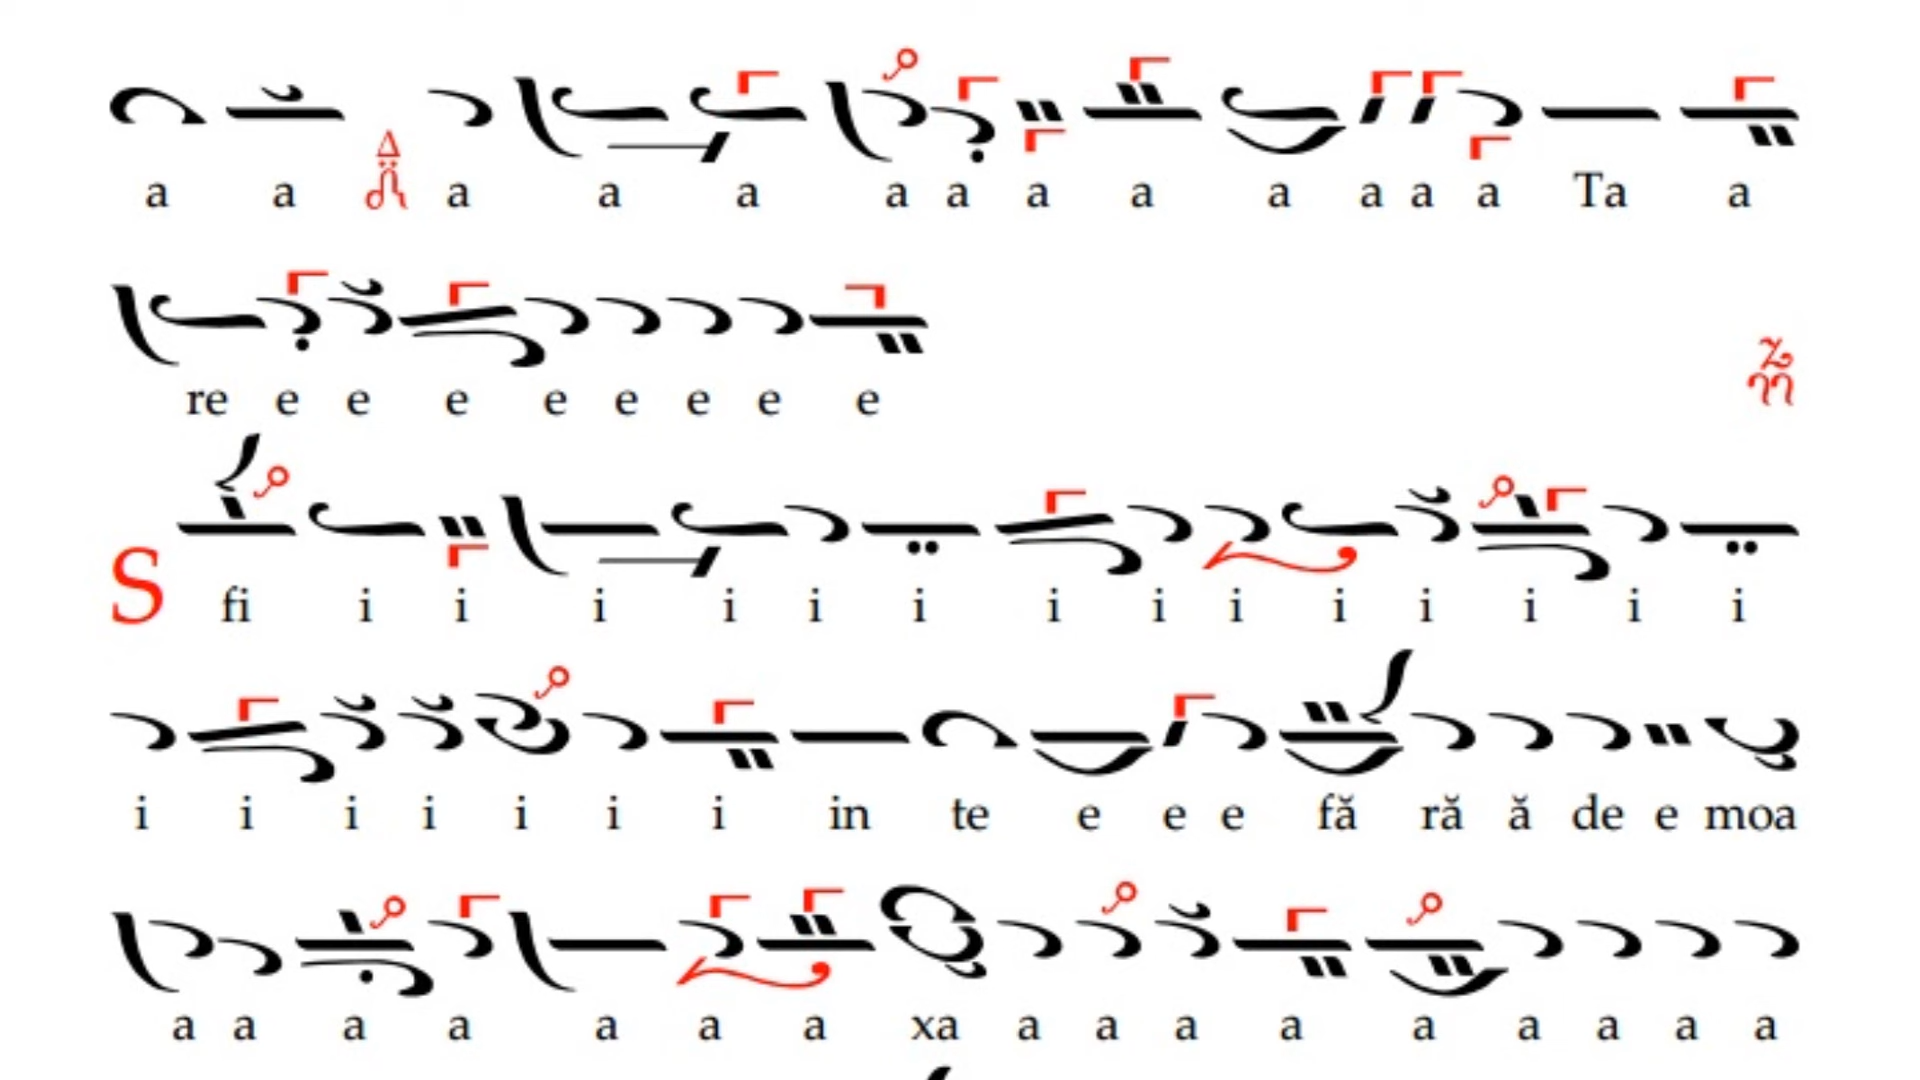 a a a a a a a a a a a a a Ta a
re e e e e e e e e
S fi i i i i i i i i i i i i i i
i i i i i i i in te e e e fă ră ă de e moa
a a a a a a a xa a a a a a a a a a